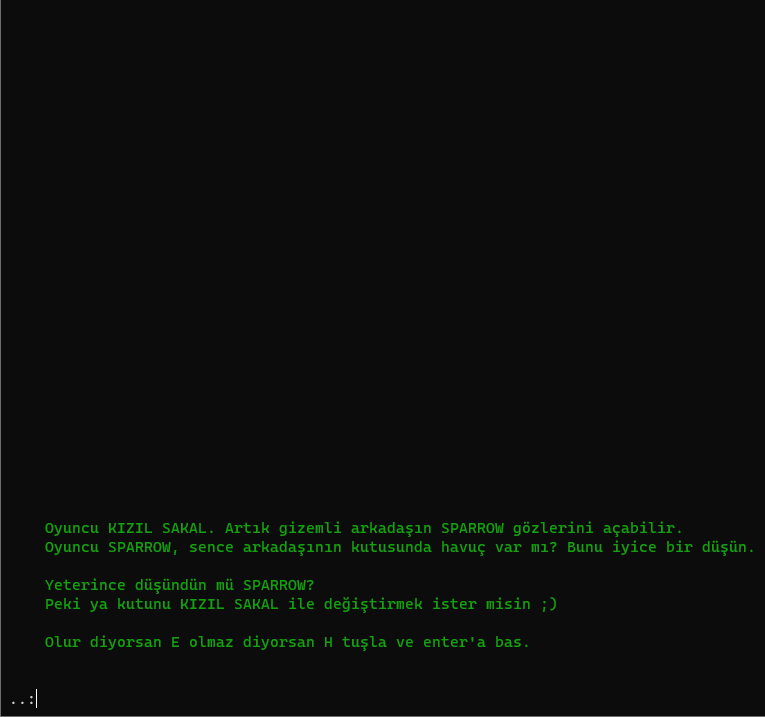 Oyuncu KIZIL SAKAL. Artık gizemli arkadaşın SPARROW gözlerini açabilir.
Oyuncu SPARROW, sence arkadaşının kutusunda havuç var mı? Bunu iyice bir düşün.
Yeterince düşündün mü SPARROW?
Peki ya kutunu KIZIL SAKAL ile değiştirmek ister misin ;)
Olur diyorsan E olmaz diyorsan H tuşla ve enter'a bas.
..: